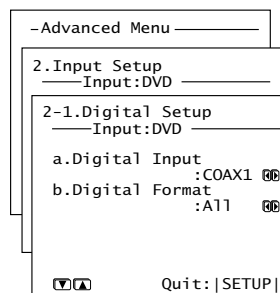 -Advanced Menu
2.Input Setup
Input:DVD
2-1.Digital Setup
Input:DVD
a.Digital Input
:COAX1
b.Digital Format
:All
Quit:|SETUP|